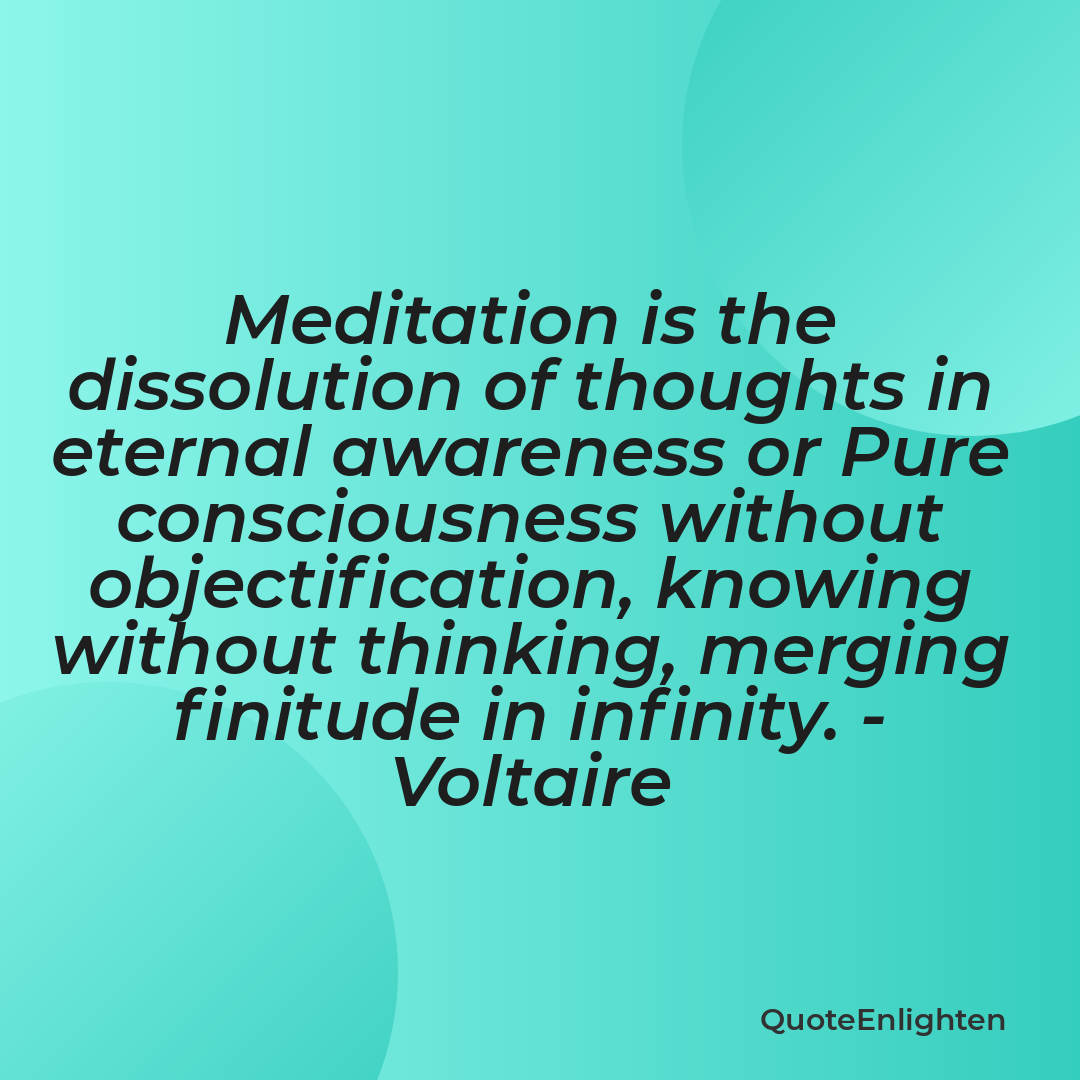 Meditation is the
dissolution of thoughts in
eternal awareness or Pure
consciousness without
objectification, knowing
without thinking, merging
finitude in infinity. -
Voltaire
QuoteEnlighten